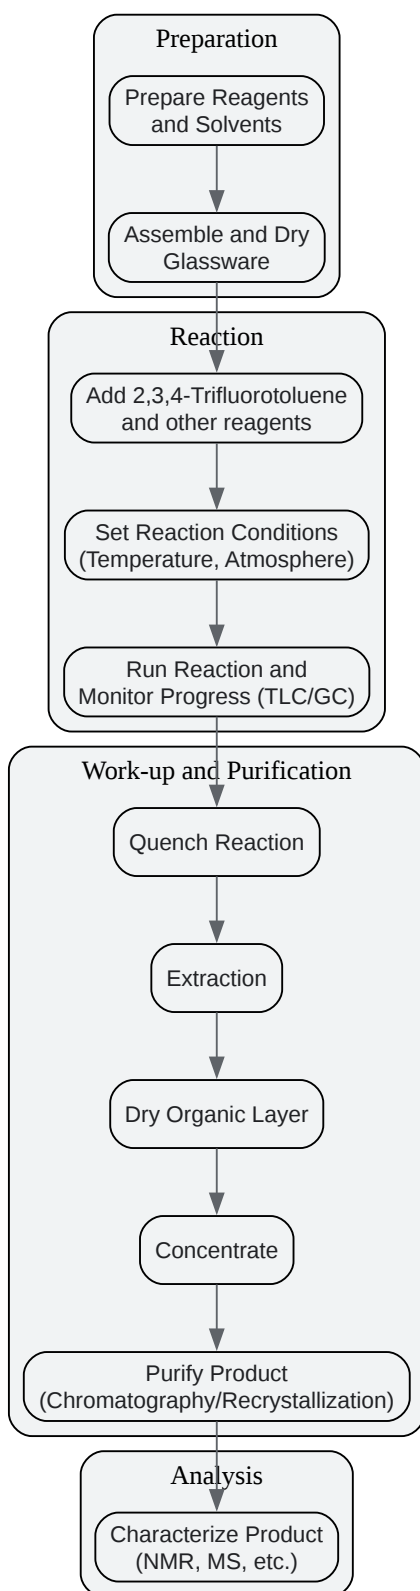 Preparation
Prepare Reagents
and Solvents
Assemble and Dry
Glassware
Reaction
Add 2,3,4-Trifluorotoluene
and other reagents
Set Reaction Conditions
(Temperature, Atmosphere)
Run Reaction and
Monitor Progress (TLC/GC)
Work-up and Purification
Quench Reaction
Extraction
Dry Organic Layer
Concentrate
Purify Product
(Chromatography/Recrystallization)
Analysis
Characterize Product
(NMR, MS, etc.)